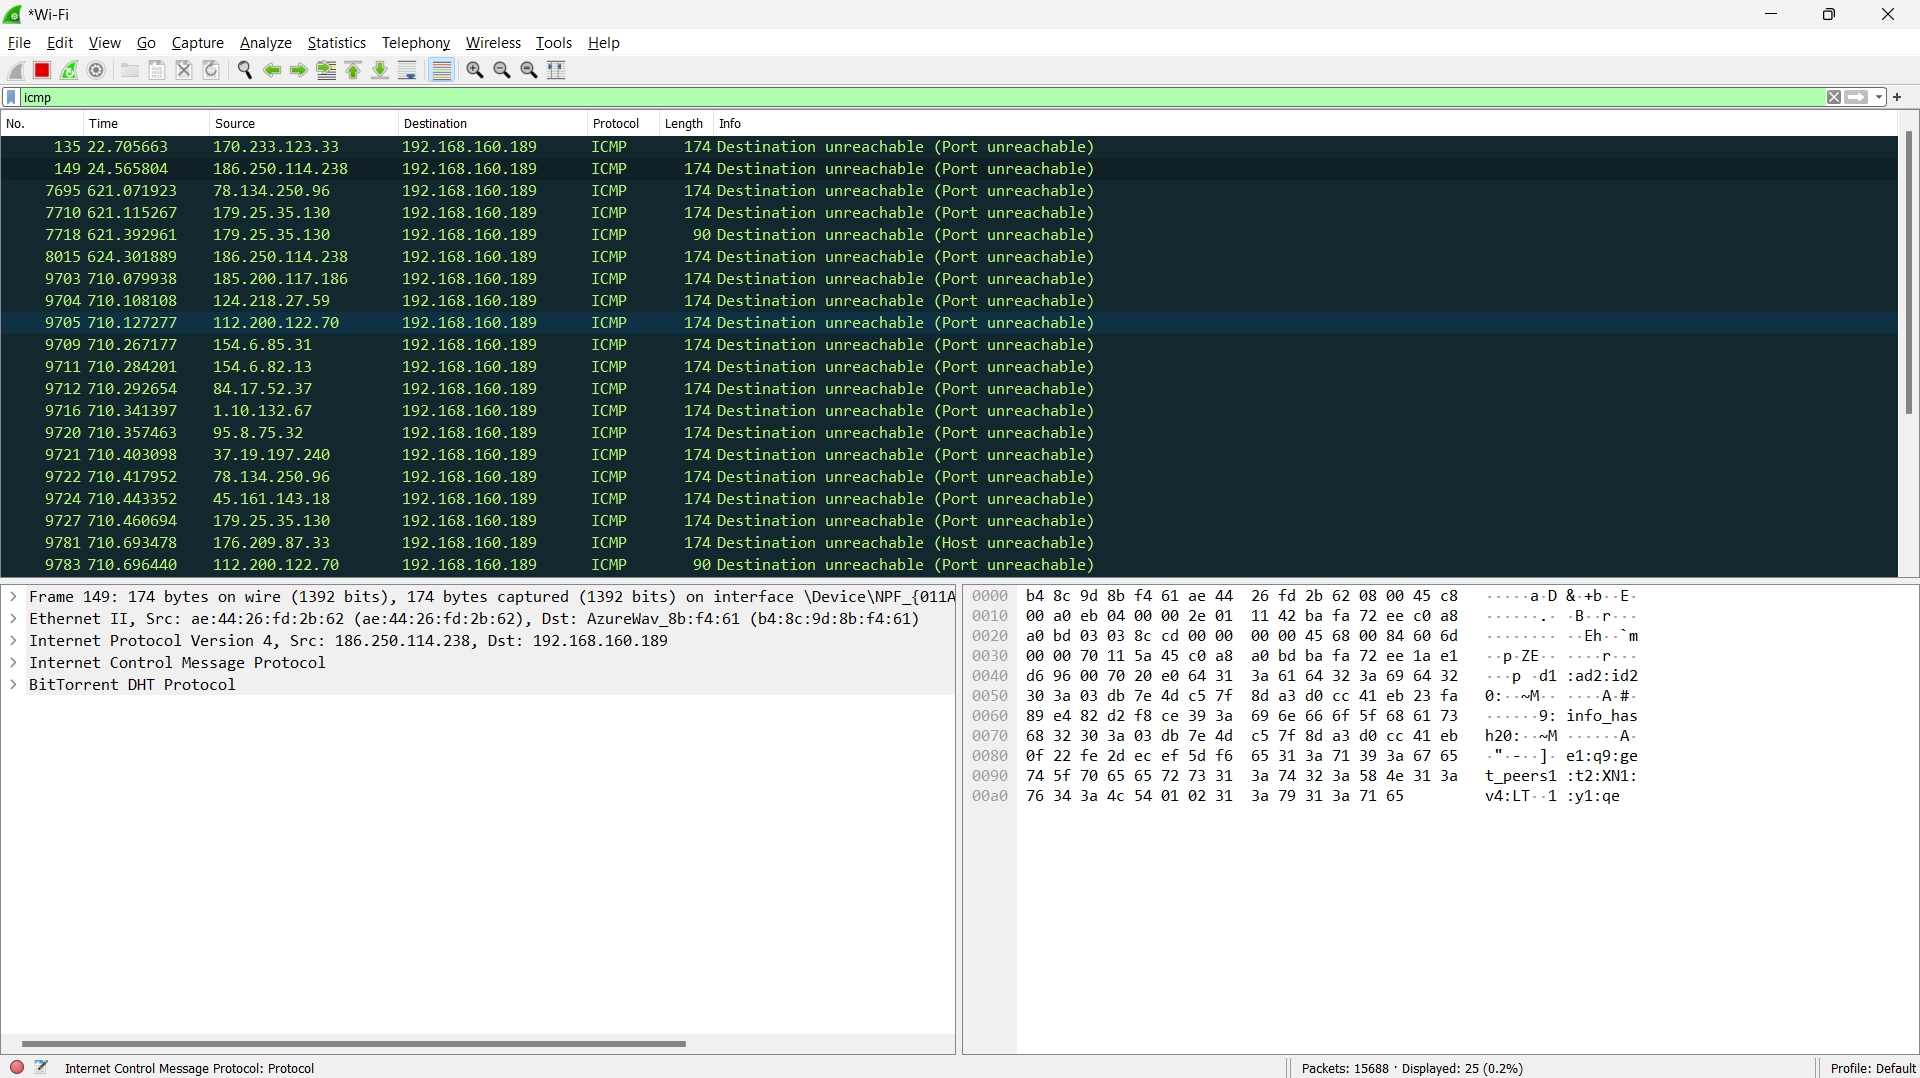 *Wi-Fi
File Edit View Go Capture Analyze Statistics Telephony Wireless Tools Help
icmp
No. Time Source Destination Protocol Length Info
135 22.705663 170.233.123.33 192.168.160.189 ICMP 174 Destination unreachable (Port unreachable)
149 24.565804 186.250.114.238 192.168.160.189 ICMP 174 Destination unreachable (Port unreachable)
7695 621.071923 78.134.250.96 192.168.160.189 ICMP 174 Destination unreachable (Port unreachable)
7710 621.115267 179.25.35.130 192.168.160.189 ICMP 174 Destination unreachable (Port unreachable)
7718 621.392961 179.25.35.130 192.168.160.189 ICMP 90 Destination unreachable (Port unreachable)
8015 624.301889 186.250.114.238 192.168.160.189 ICMP 174 Destination unreachable (Port unreachable)
9703 710.079938 185.200.117.186 192.168.160.189 ICMP 174 Destination unreachable (Port unreachable)
9704 710.108108 124.218.27.59 192.168.160.189 ICMP 174 Destination unreachable (Port unreachable)
9705 710.127277 112.200.122.70 192.168.160.189 ICMP 174 Destination unreachable (Port unreachable)
9709 710.267177 154.6.85.31 192.168.160.189 ICMP 174 Destination unreachable (Port unreachable)
9711 710.284201 154.6.82.13 192.168.160.189 ICMP 174 Destination unreachable (Port unreachable)
9712 710.292654 84.17.52.37 192.168.160.189 ICMP 174 Destination unreachable (Port unreachable)
9716 710.341397 1.10.132.67 192.168.160.189 ICMP 174 Destination unreachable (Port unreachable)
9720 710.357463 95.8.75.32 192.168.160.189 ICMP 174 Destination unreachable (Port unreachable)
9721 710.403098 37.19.197.240 192.168.160.189 ICMP 174 Destination unreachable (Port unreachable)
9722 710.417952 78.134.250.96 192.168.160.189 ICMP 174 Destination unreachable (Port unreachable)
9724 710.443352 45.161.143.18 192.168.160.189 ICMP 174 Destination unreachable (Port unreachable)
9727 710.460694 179.25.35.130 192.168.160.189 ICMP 174 Destination unreachable (Port unreachable)
9781 710.693478 176.209.87.33 192.168.160.189 ICMP 174 Destination unreachable (Host unreachable)
9783 710.696440 112.200.122.70 192.168.160.189 ICMP 90 Destination unreachable (Port unreachable)
Frame 149: 174 bytes on wire (1392 bits), 174 bytes captured (1392 bits) on interface \Device\NPF_{011A
Ethernet II, Src: ae:44:26:fd:2b:62 (ae:44:26:fd:2b:62), Dst: AzureWav_8b:f4:61 (b4:8c:9d:8b:f4:61)
Internet Protocol Version 4, Src: 186.250.114.238, Dst: 192.168.160.189
Internet Control Message Protocol
BitTorrent DHT Protocol
0000 b4 8c 9d 8b f4 61 ae 44 26 fd 2b 62 08 00 45 c8 ·····a·D &·+b··E·
0010 00 a0 eb 04 00 00 2e 01 11 42 ba fa 72 ee c0 a8 ······.· ·B··r···
0020 a0 bd 03 03 8c cd 00 00 00 00 45 68 00 84 60 6d ········ ··Eh··`m
0030 00 00 70 11 5a 45 c0 a8 a0 bd ba fa 72 ee 1a e1 ··p·ZE·· ····r···
0040 d6 96 00 70 20 e0 64 31 3a 61 64 32 3a 69 64 32 ···p ·d1 :ad2:id2
0050 30 3a 03 db 7e 4d c5 7f 8d a3 d0 cc 41 eb 23 fa 0:··~M·· ····A·#·
0060 89 e4 82 d2 f8 ce 39 3a 69 6e 66 6f 5f 68 61 73 ······9: info_has
0070 68 32 30 3a 03 db 7e 4d c5 7f 8d a3 d0 cc 41 eb h20:··~M ······A·
0080 0f 22 fe 2d ec ef 5d f6 65 31 3a 71 39 3a 67 65 ·"·-··]· e1:q9:ge
0090 74 5f 70 65 65 72 73 31 3a 74 32 3a 58 4e 31 3a t_peers1 :t2:XN1:
00a0 76 34 3a 4c 54 01 02 31 3a 79 31 3a 71 65 v4:LT··1 :y1:qe
Internet Control Message Protocol: Protocol
Packets: 15688 · Displayed: 25 (0.2%)
Profile: Default